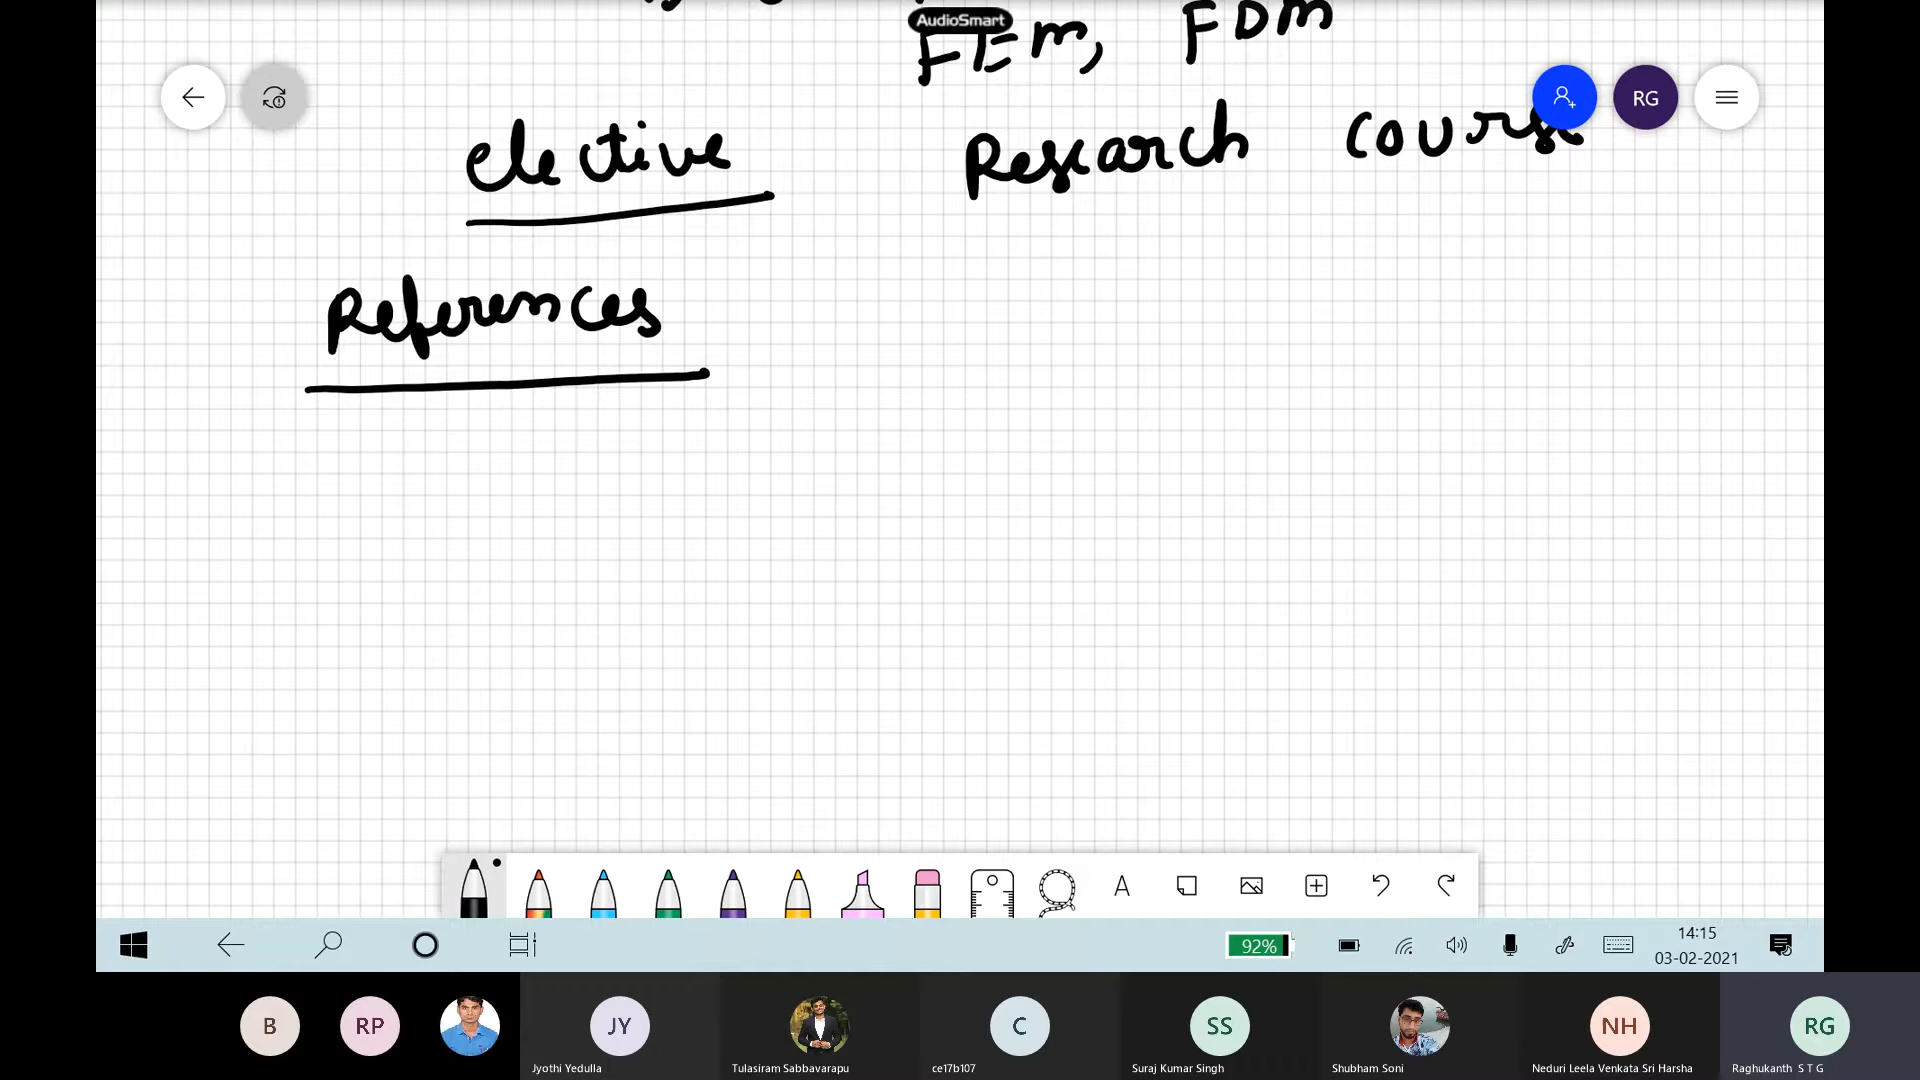 AudioSmart
FEM, FDM
RG
Elective Research course
References
A
92%
14:15
03-02-2021
B RP JY C SS NH RG
Jyothi Yedulla Tulasiram Sabbavarapu ce17b107 Suraj Kumar Singh Shubham Soni Neduri Leela Venkata Sri Harsha Raghukanth S T G